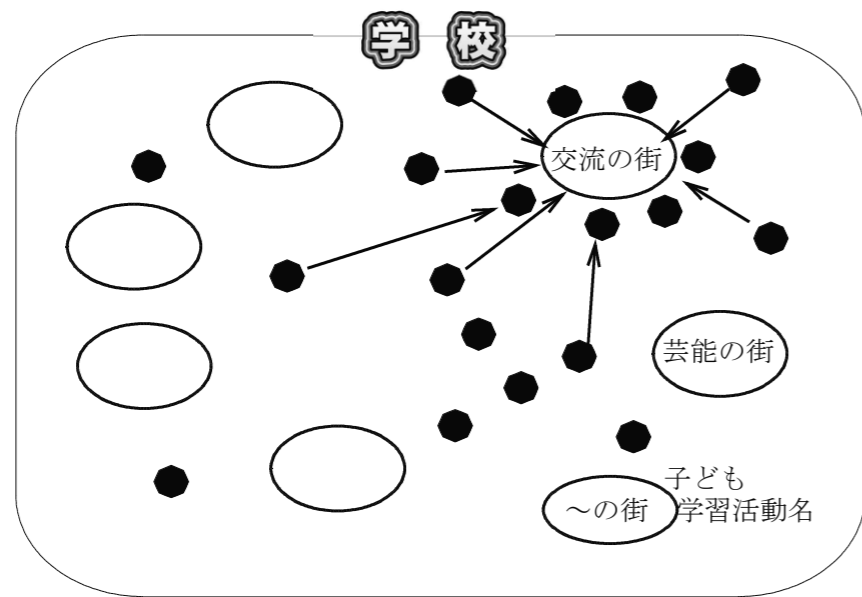 学校
交流の街
芸能の街
子ども
～の街
学習活動名